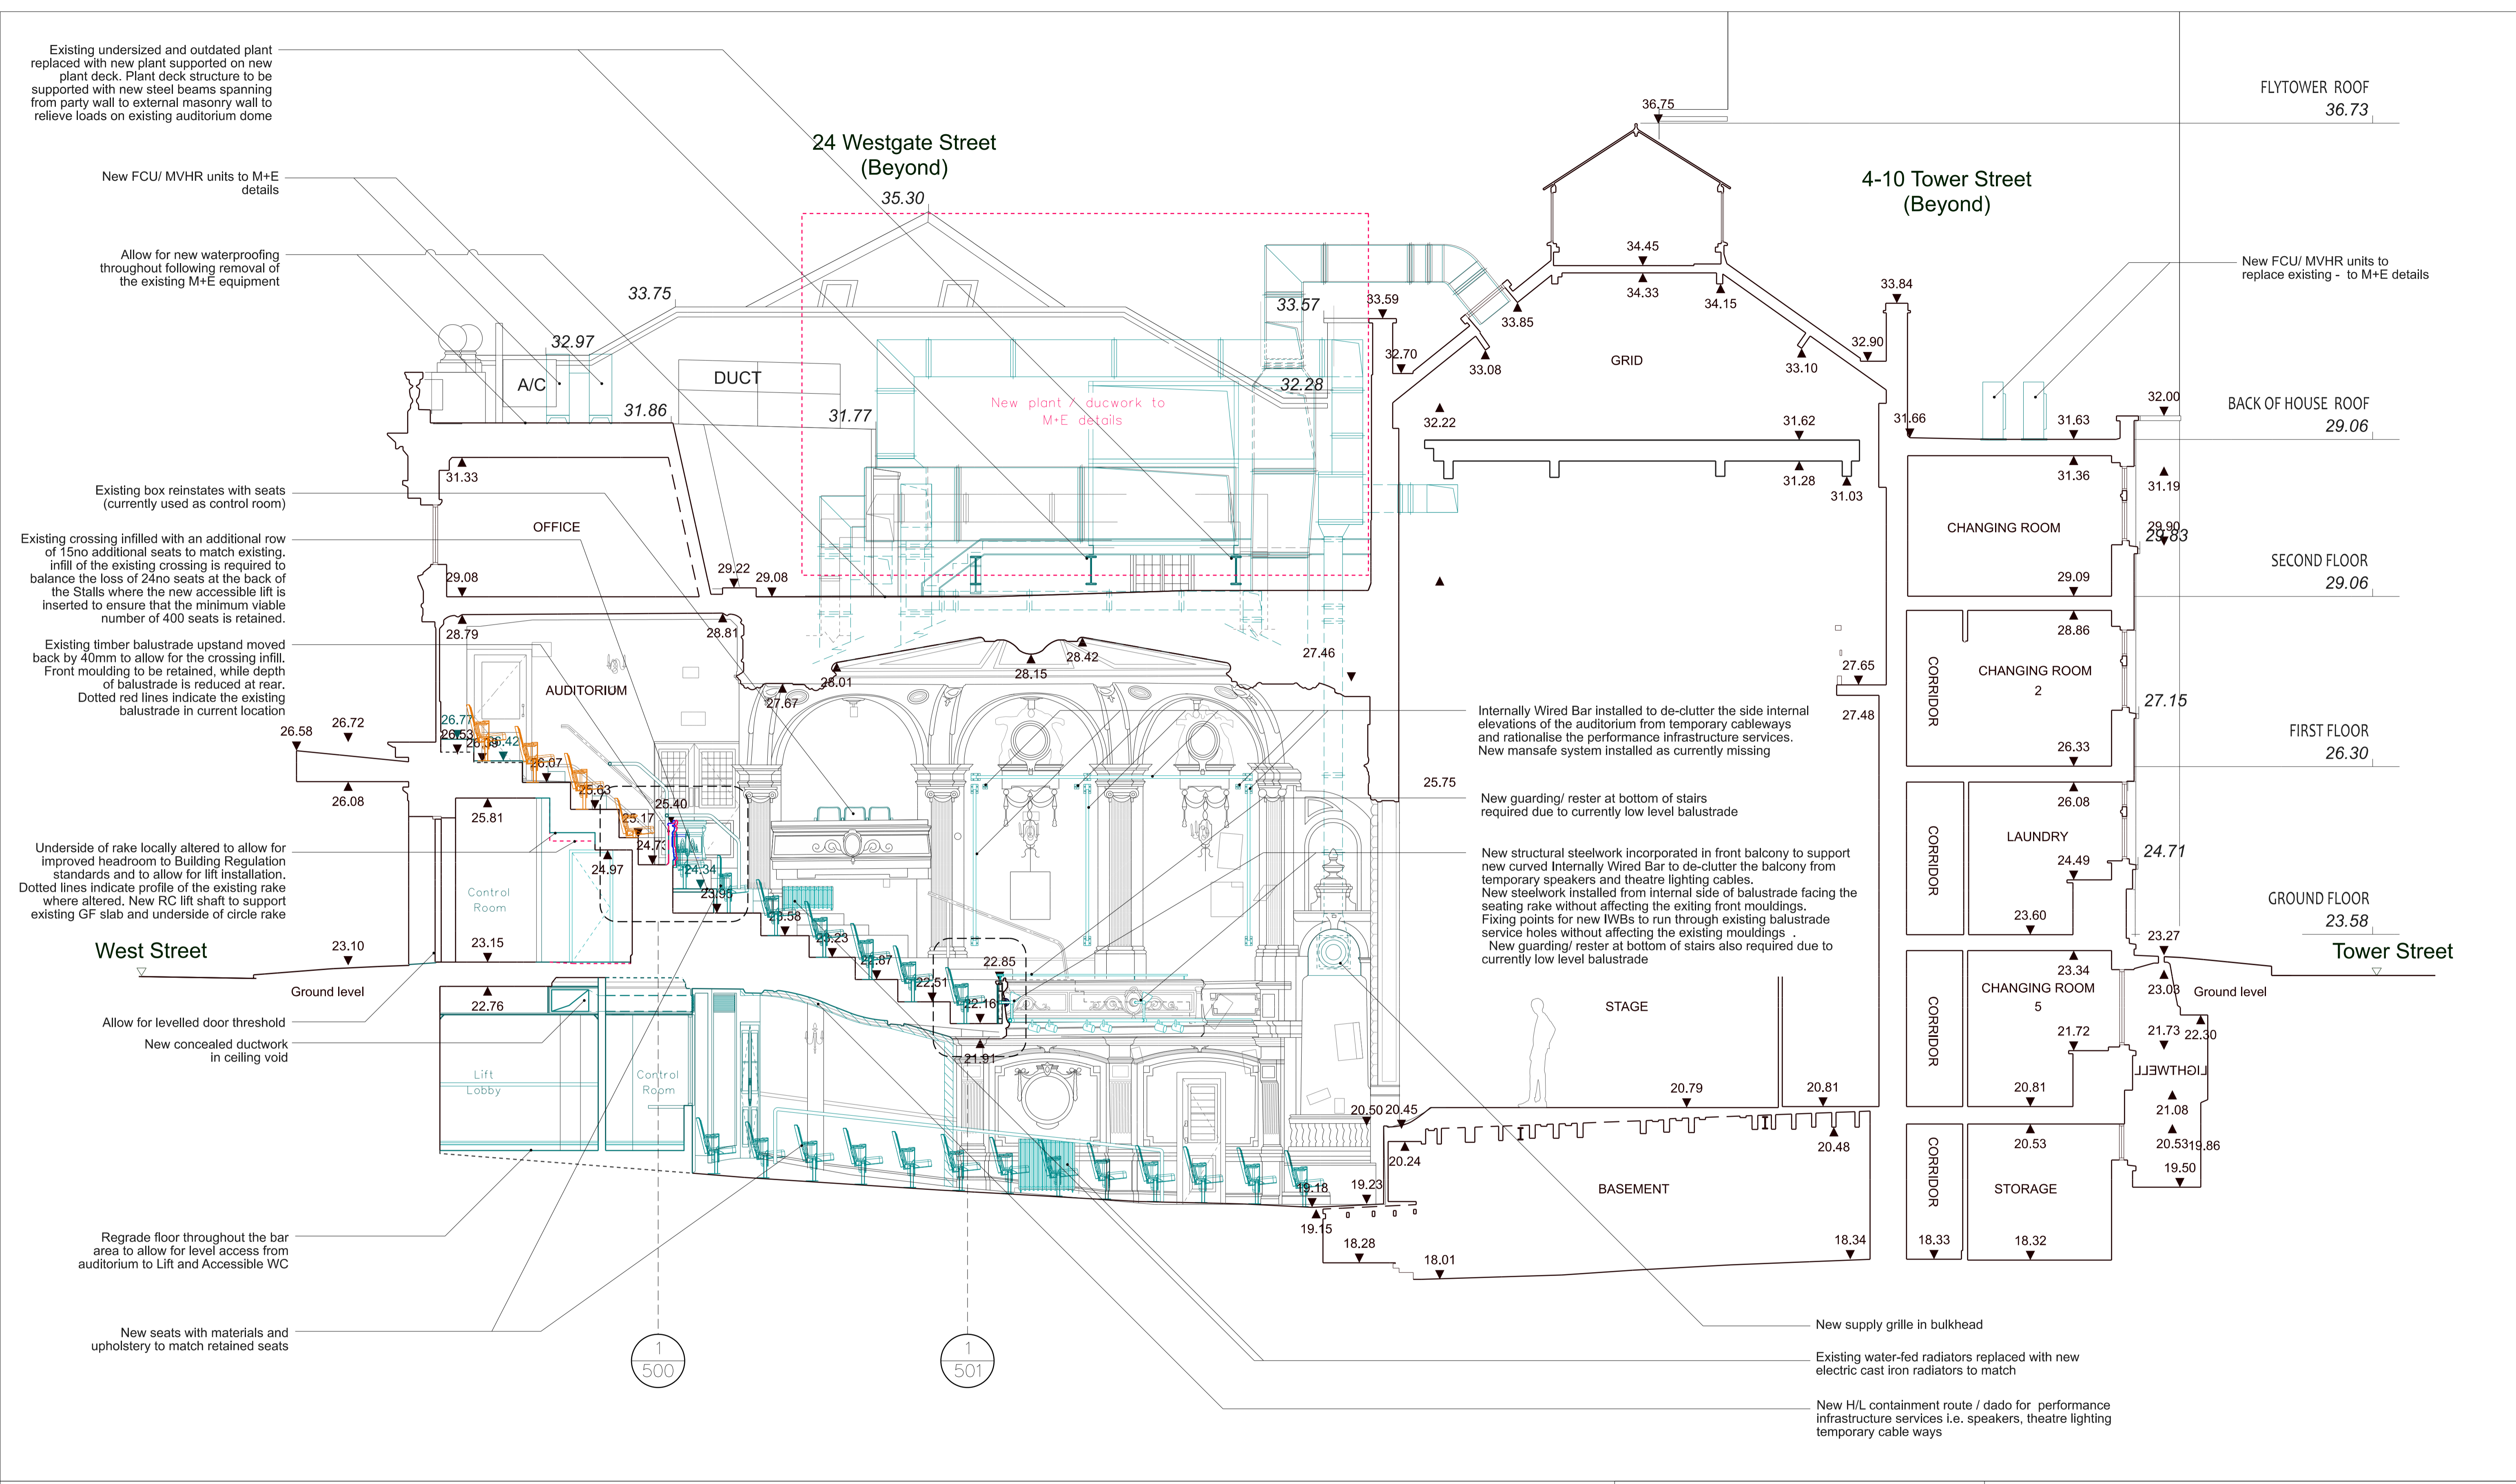 Existing undersized and outdated plant
replaced with new plant supported on new
plant deck. Plant deck structure to be
supported with new steel beams spanning
from party wall to external masonry wall to
relieve loads on existing auditorium dome
New FCU/ MVHR units to M+E
details
Allow for new waterproofing
throughout following removal of
the existing M+E equipment
Existing box reinstates with seats
(currently used as control room)
Existing crossing infilled with an additional row
of 15no additional seats to match existing.
infill of the existing crossing is required to
balance the loss of 24no seats at the back of
the Stalls where the new accessible lift is
inserted to ensure that the minimum viable
number of 400 seats is retained.
Existing timber balustrade upstand moved
back by 40mm to allow for the crossing infill.
Front moulding to be retained, while depth
of balustrade is reduced at rear.
Dotted red lines indicate the existing
balustrade in current location
Underside of rake locally altered to allow for
improved headroom to Building Regulation
standards and to allow for lift installation.
Dotted lines indicate profile of the existing rake
where altered. New RC lift shaft to support
existing GF slab and underside of circle rake
West Street
Ground level
Allow for levelled door threshold
New concealed ductwork
in ceiling void
Regrade floor throughout the bar
area to allow for level access from
auditorium to Lift and Accessible WC
New seats with materials and
upholstery to match retained seats
24 Westgate Street
(Beyond)
35.30
33.75
32.97
A/C
DUCT
31.86
31.77
33.57
32.28
New plant / ducwork to
M+E details
31.33
OFFICE
29.08
29.22
29.08
28.79
28.81
AUDITORIUM
28.01
28.15
28.42
27.67
27.46
26.58
26.72
26.08
26.77
26.53
26.09
26.42
26.07
25.63
25.40
25.17
24.73
25.81
24.97
24.34
23.95
Control
Room
23.10
23.15
23.58
23.23
22.87
22.51
22.85
22.16
21.91
22.76
Lift
Lobby
Control
Room
1
500
1
501
36.75
34.45
34.33
34.15
33.59
33.85
33.84
32.70
33.08
GRID
33.10
32.90
32.22
31.62
31.66
31.28
31.03
27.65
27.48
25.75
Internally Wired Bar installed to de-clutter the side internal
elevations of the auditorium from temporary cableways
and rationalise the performance infrastructure services.
New mansafe system installed as currently missing
New guarding/ rester at bottom of stairs
required due to currently low level balustrade
New structural steelwork incorporated in front balcony to support
new curved Internally Wired Bar to de-clutter the balcony from
temporary speakers and theatre lighting cables.
New steelwork installed from internal side of balustrade facing the
seating rake without affecting the exiting front mouldings.
Fixing points for new IWBs to run through existing balustrade
service holes without affecting the existing mouldings .
New guarding/ rester at bottom of stairs also required due to
currently low level balustrade
STAGE
20.79
20.81
20.50
20.45
20.24
20.48
19.18
19.23
19.15
BASEMENT
18.28
18.01
18.34
4-10 Tower Street
(Beyond)
New FCU/ MVHR units to
replace existing - to M+E details
FLYTOWER ROOF
36.73
BACK OF HOUSE ROOF
29.06
SECOND FLOOR
29.06
FIRST FLOOR
26.30
GROUND FLOOR
23.58
32.00
31.63
31.36
31.19
CHANGING ROOM
29.90
29.83
29.09
28.86
CORRIDOR
CHANGING ROOM
2
27.15
26.33
26.08
CORRIDOR
LAUNDRY
24.71
24.49
23.60
23.27
Tower Street
23.34
23.03
Ground level
CORRIDOR
CHANGING ROOM
5
21.72
21.73
22.30
LIGHTWELL
20.81
21.08
20.53
20.53
19.86
19.50
CORRIDOR
STORAGE
18.33
18.32
New supply grille in bulkhead
Existing water-fed radiators replaced with new
electric cast iron radiators to match
New H/L containment route / dado for performance
infrastructure services i.e. speakers, theatre lighting
temporary cable ways